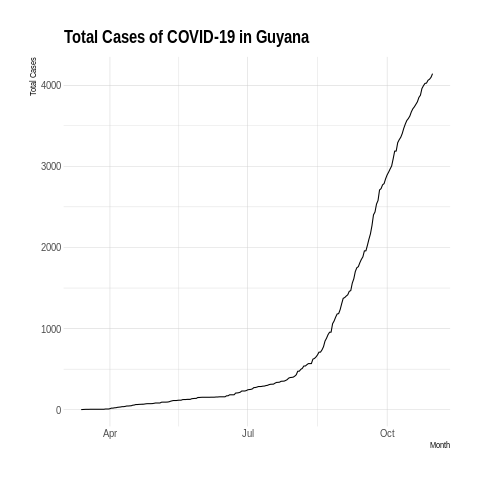 Total Cases of COVID-19 in Guyana
Total Cases
4000
3000
2000
1000
0
Apr Jul Oct
Month